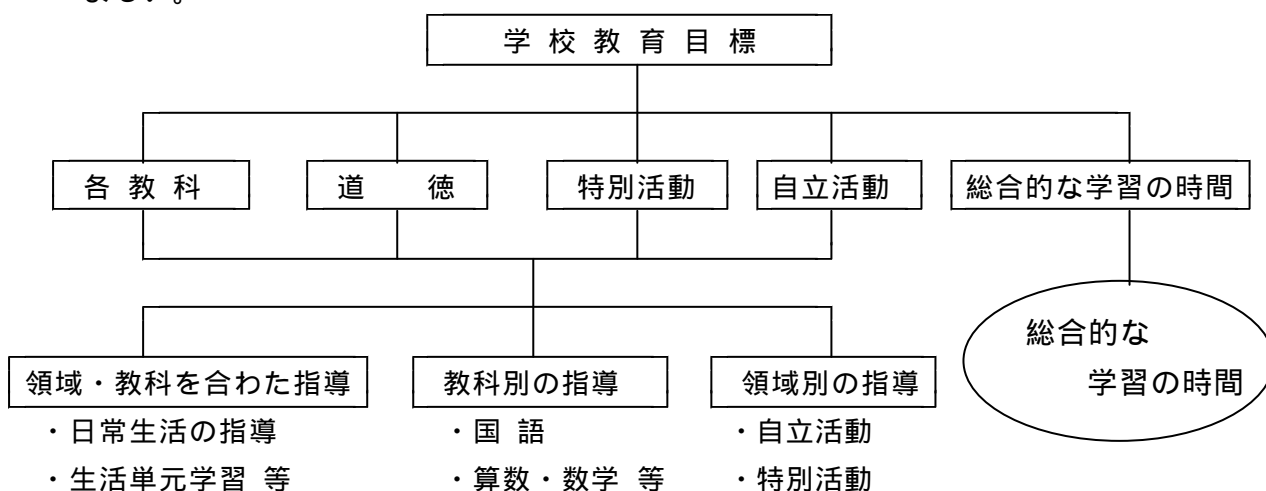 学 校 教 育 目 標
各 教 科
道　　徳
特別活動
自立活動
総合的な学習の時間
総合的な
学習の時間
領域・教科を合わた指導
教科別の指導
領域別の指導
・日常生活の指導
・国 語
・自立活動
・生活単元学習 等
・算数・数学 等
・特別活動